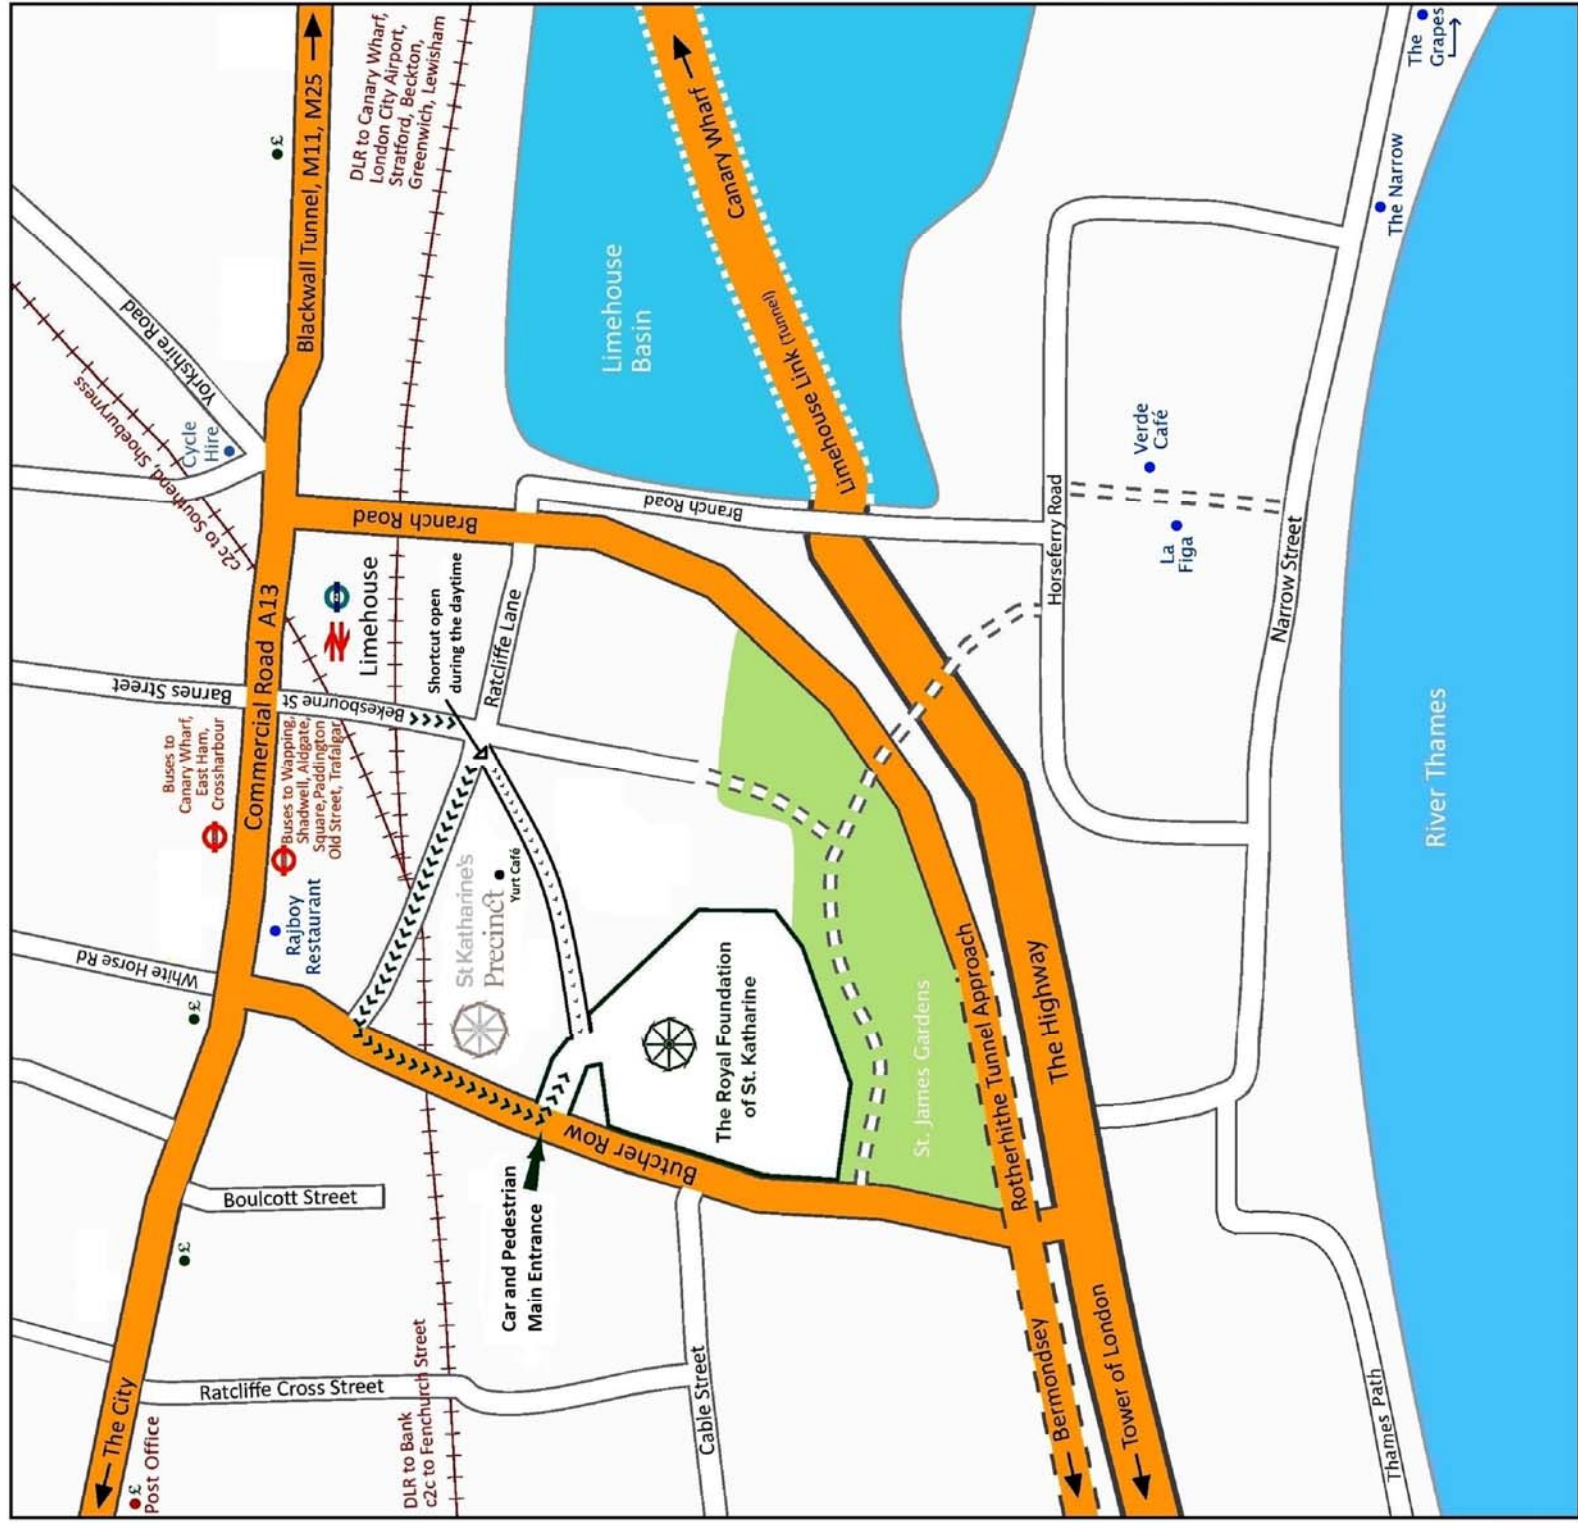 The City
£
Post Office
£
Boulcott Street
Ratcliffe Cross Street
DLR to Bank
c2c to Fenchurch Street
Cable Street
£
White Horse Rd
Rajboy
Restaurant
Buses to
Canary Wharf,
East Ham,
Crossharbour
Buses to Wapping,
Shadwell, Aldgate,
Square,Paddington
Old Street, Trafalgar
Commercial Road A13
Barnes Street
Bekesbourne St
Limehouse
c2c to Southend, Shoeburyness
Cycle
Hire
Yorkshire Road
£
Blackwall Tunnel, M11, M25
DLR to Canary Wharf,
London City Airport,
Stratford, Beckton,
Greenwich, Lewisham
Branch Road
Shortcut open
during the daytime
Ratcliffe Lane
St Katharine's
Precinct
Yurt Café
Car and Pedestrian
Main Entrance
Butcher Row
The Royal Foundation
of St. Katharine
St. James Gardens
Rotherhithe Tunnel Approach
Bermondsey
Tower of London
The Highway
Limehouse
Basin
Branch Road
Limehouse Link (Tunnel)
Canary Wharf
Horseferry Road
Verde
Café
La
Figa
Narrow Street
The Narrow
The
Grapes
Thames Path
River Thames